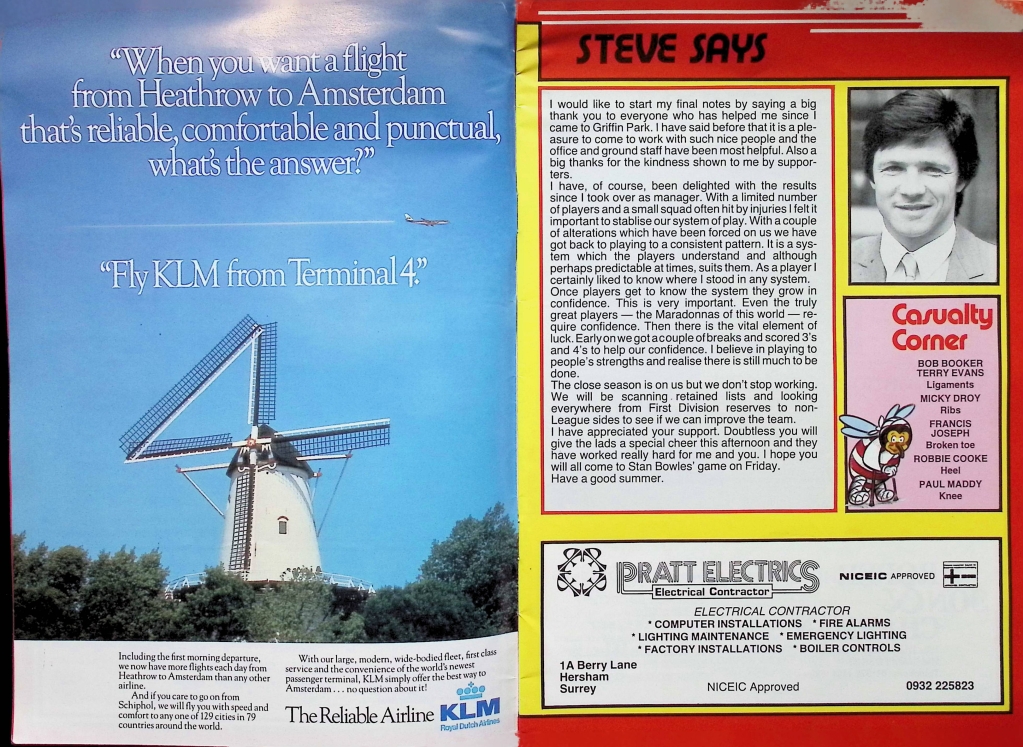 “When you want a flight
from Heathrow to Amsterdam
that's reliable, comfortable and punctual,
what's the answer?”
“Fly KLM from Terminal 4.”
Including the first morning departure,
we now have more flights each day from
Heathrow to Amsterdam than any other
airline.
And if you care to go on from
Schiphol, we will fly you with speed and
comfort to any one of 129 cities in 79
countries around the world.
With our large, modern, wide-bodied fleet, first class
service and the convenience of the world's newest
passenger terminal, KLM simply offer the best way to
Amsterdam . . . no question about it!
The Reliable Airline KLM
Royal Dutch Airlines
STEVE SAYS
I would like to start my final notes by saying a big
thank you to everyone who has helped me since I
came to Griffin Park. I have said before that it is a ple-
asure to come to work with such nice people and the
office and ground staff have been most helpful. Also a
big thanks for the kindness shown to me by suppor-
ters.
I have, of course, been delighted with the results
since I took over as manager. With a limited number
of players and a small squad often hit by injuries I felt it
important to stablise our system of play. With a couple
of alterations which have been forced on us we have
got back to playing to a consistent pattern. It is a sys-
tem which the players understand and although
perhaps predictable at times, suits them. As a player I
certainly liked to know where I stood in any system.
Once players get to know the system they grow in
confidence. This is very important. Even the truly
great players — the Maradonnas of this world — re-
quire confidence. Then there is the vital element of
luck. Early on we got a couple of breaks and scored 3's
and 4's to help our confidence. I believe in playing to
people's strengths and realise there is still much to be
done.
The close season is on us but we don't stop working.
We will be scanning retained lists and looking
everywhere from First Division reserves to non-
League sides to see if we can improve the team.
I have appreciated your support. Doubtless you will
give the lads a special cheer this afternoon and they
have worked really hard for me and you. I hope you
will all come to Stan Bowles' game on Friday.
Have a good summer.
Casualty
Corner
BOB BOOKER
TERRY EVANS
Ligaments
MICKY DROY
Ribs
FRANCIS
JOSEPH
Broken toe
ROBBIE COOKE
Heel
PAUL MADDY
Knee
PRATT ELECTRICS
Electrical Contractor
NICEIC APPROVED
ELECTRICAL CONTRACTOR
* COMPUTER INSTALLATIONS * FIRE ALARMS
* LIGHTING MAINTENANCE * EMERGENCY LIGHTING
* FACTORY INSTALLATIONS * BOILER CONTROLS
1A Berry Lane
Hersham
Surrey
NICEIC Approved
0932 225823